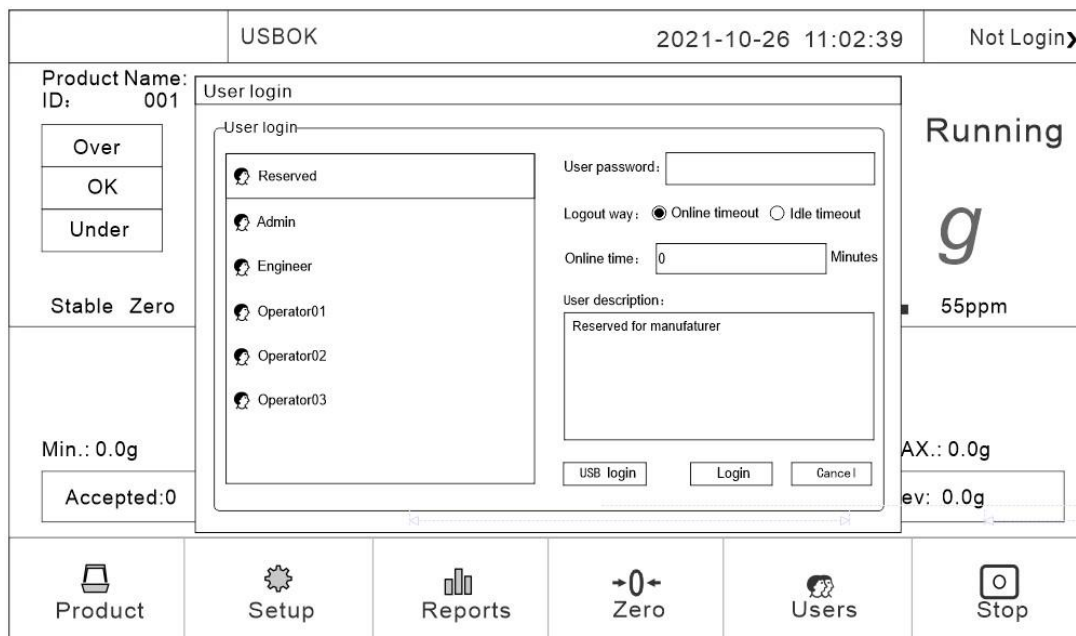 USBOK 2021-10-26 11:02:39 Not Login
Product Name:
ID: 001
Over
OK
Under
Stable Zero
Running
g
55ppm
User login
User login
Reserved
Admin
Engineer
Operator01
Operator02
Operator03
User password:
Logout way: Online timeout Idle timeout
Online time: 0 Minutes
User description:
Reserved for manufaturer
USB login Login Cancel
Min.: 0.0g
AX.: 0.0g
Accepted:0
ev: 0.0g
Product Setup Reports →0← Zero Users Stop